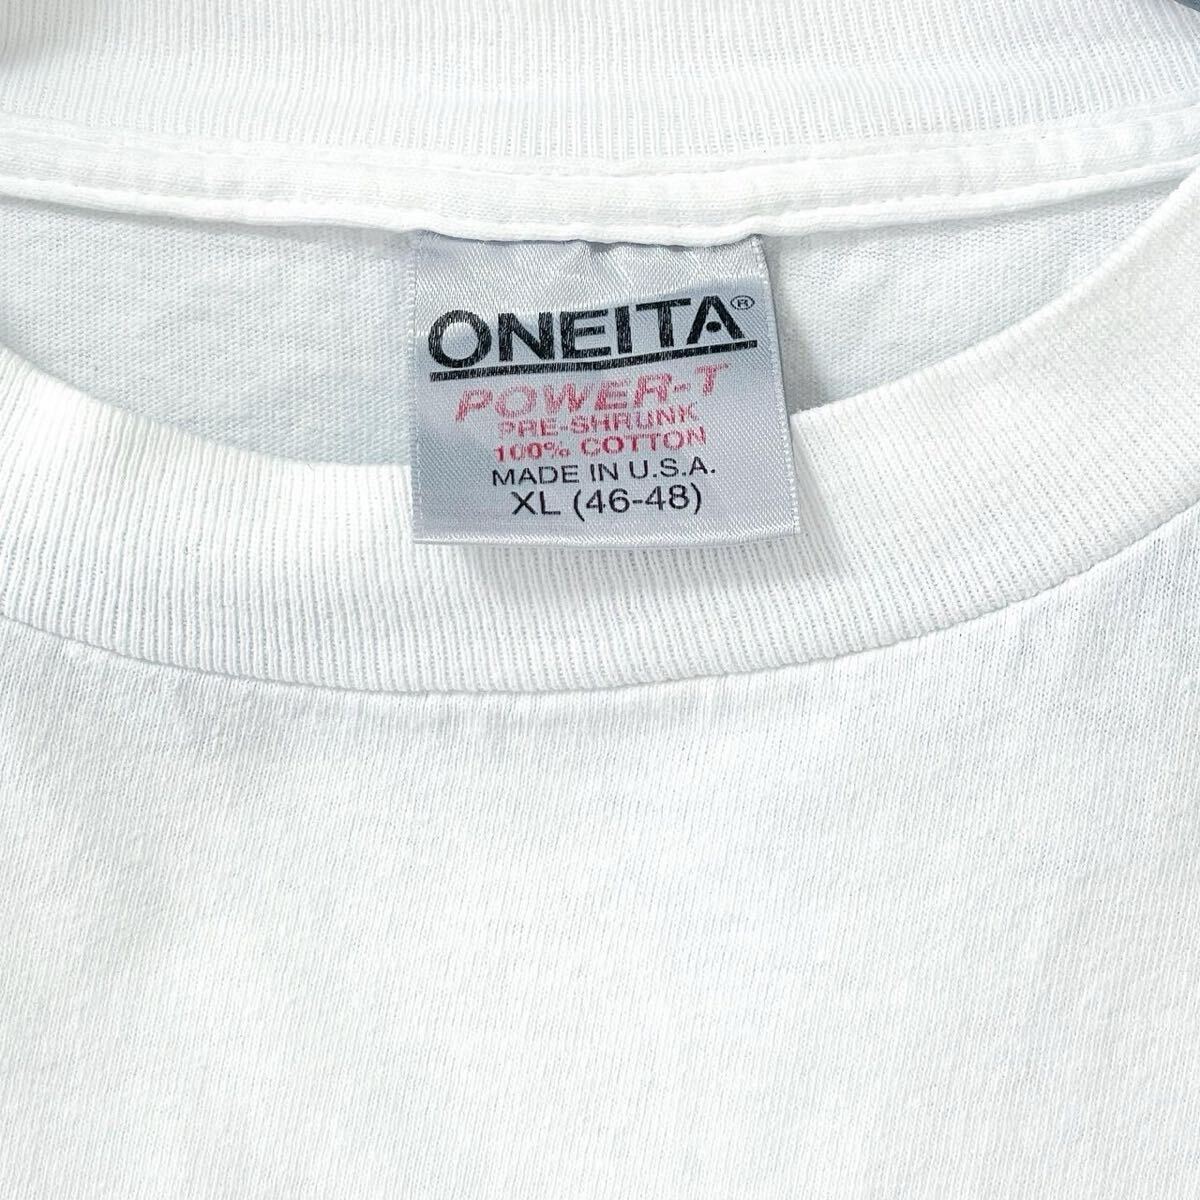 ONEITA®
POWER-T
PRE-SHRUNK
100% COTTON
MADE IN U.S.A.
XL (46-48)